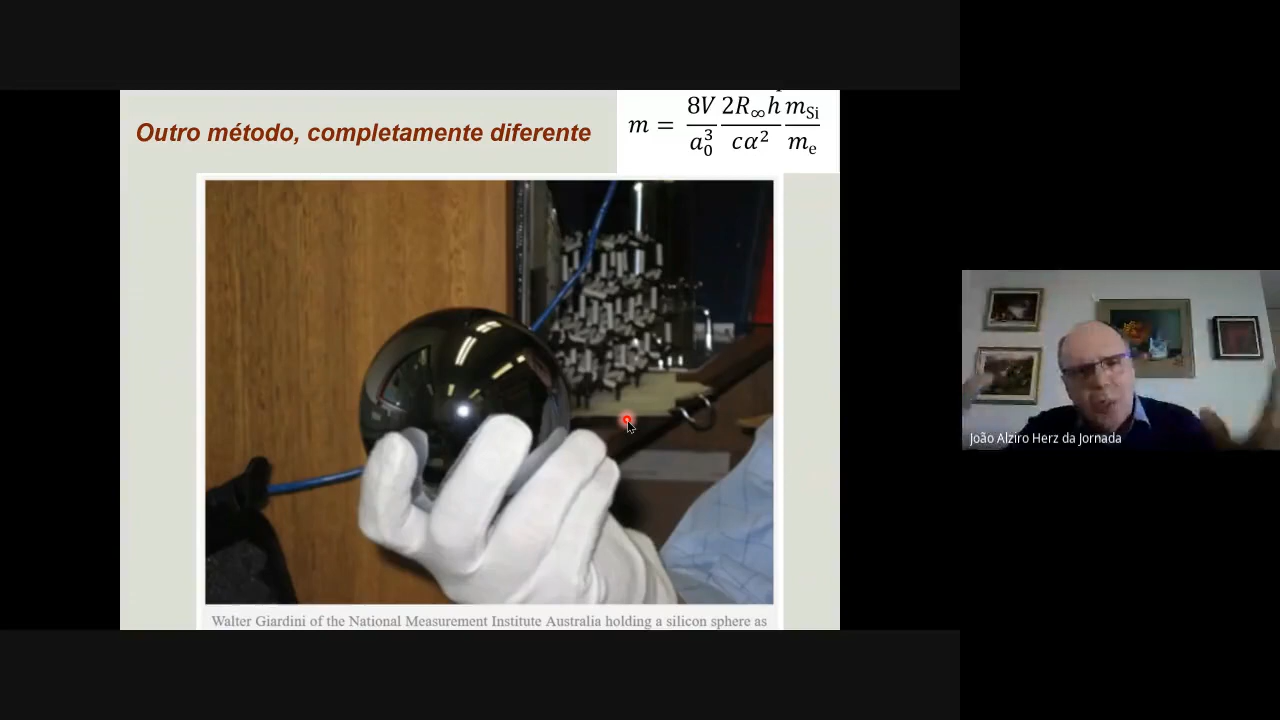 Outro método, completamente diferente
m = 8V/a₀³ 2R∞h/cα² mSi/me
Walter Giardini of the National Measurement Institute Australia holding a silicon sphere as
João Alziro Herz da Jornada